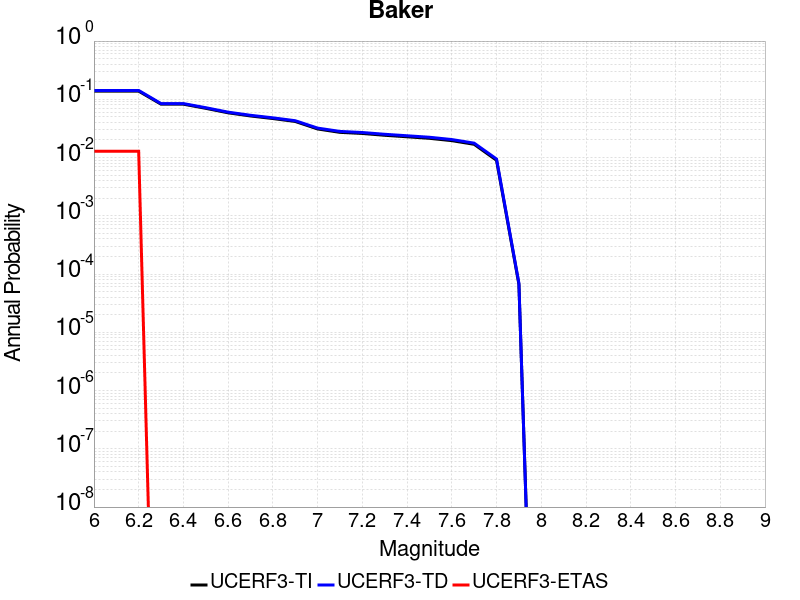 Baker
10^0
10^-1
10^-2
10^-3
10^-4
10^-5
10^-6
10^-7
10^-8
Annual Probability
6 6.2 6.4 6.6 6.8 7 7.2 7.4 7.6 7.8 8 8.2 8.4 8.6 8.8 9
Magnitude
UCERF3-TI UCERF3-TD UCERF3-ETAS